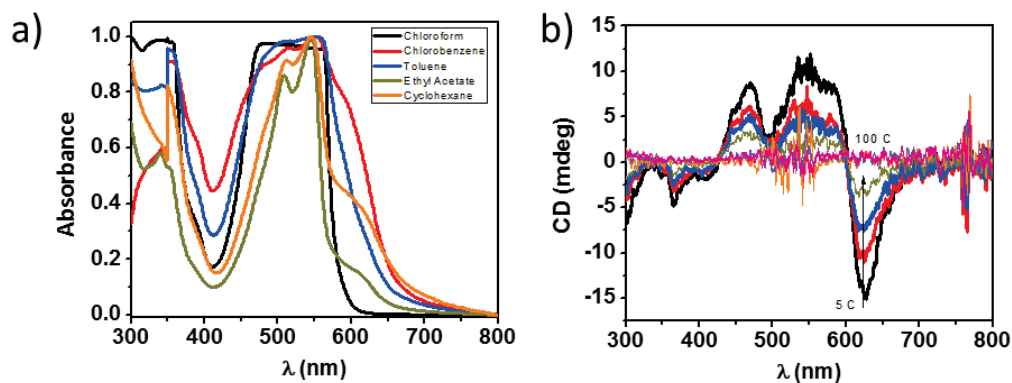 a)
Absorbance
1.0
0.8
0.6
0.4
0.2
0.0
300 400 500 600 700 800
λ (nm)
Chloroform
Chlorobenzene
Toluene
Ethyl Acetate
Cyclohexane
b)
CD (mdeg)
15
10
5
0
-5
-10
-15
300 400 500 600 700 800
λ (nm)
100 C
5 C